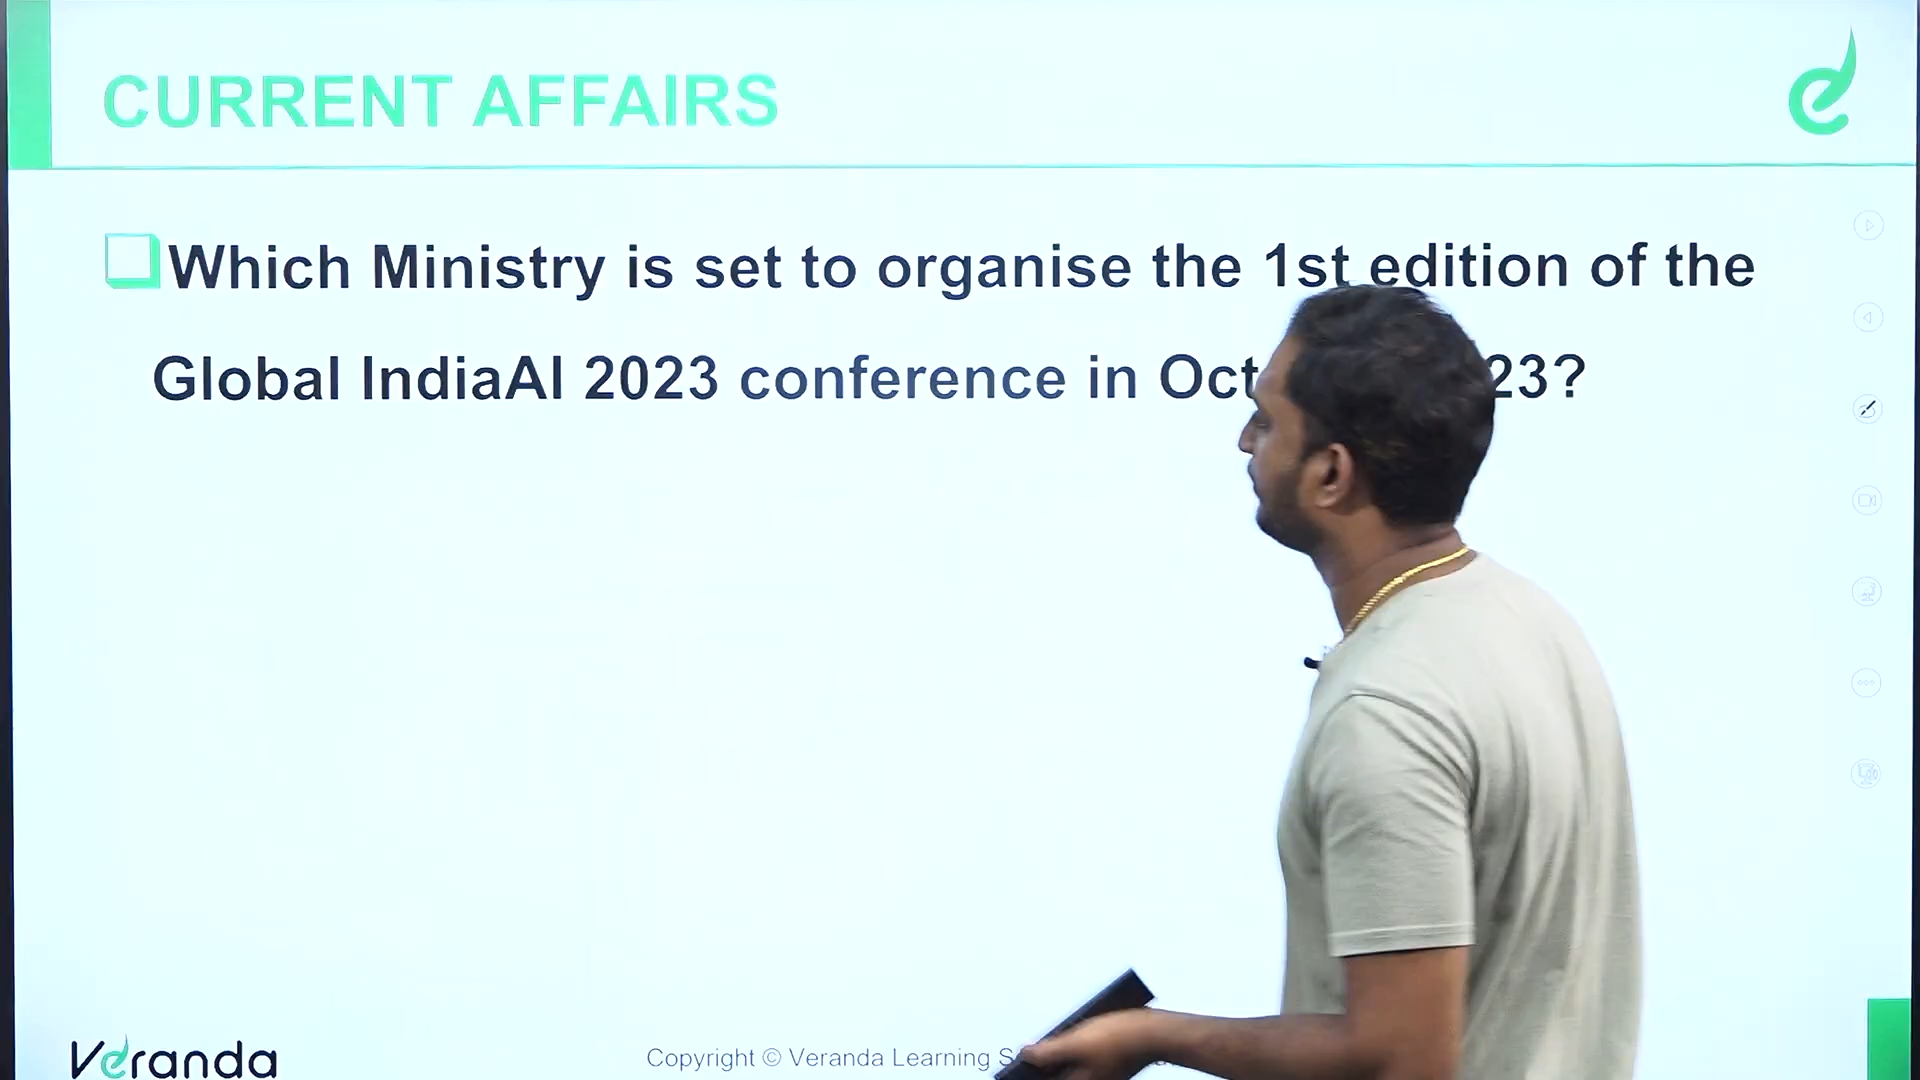 CURRENT AFFAIRS
Which Ministry is set to organise the 1st edition of the
Global IndiaAI 2023 conference in Oct 23?
Veranda
Copyright © Veranda Learning